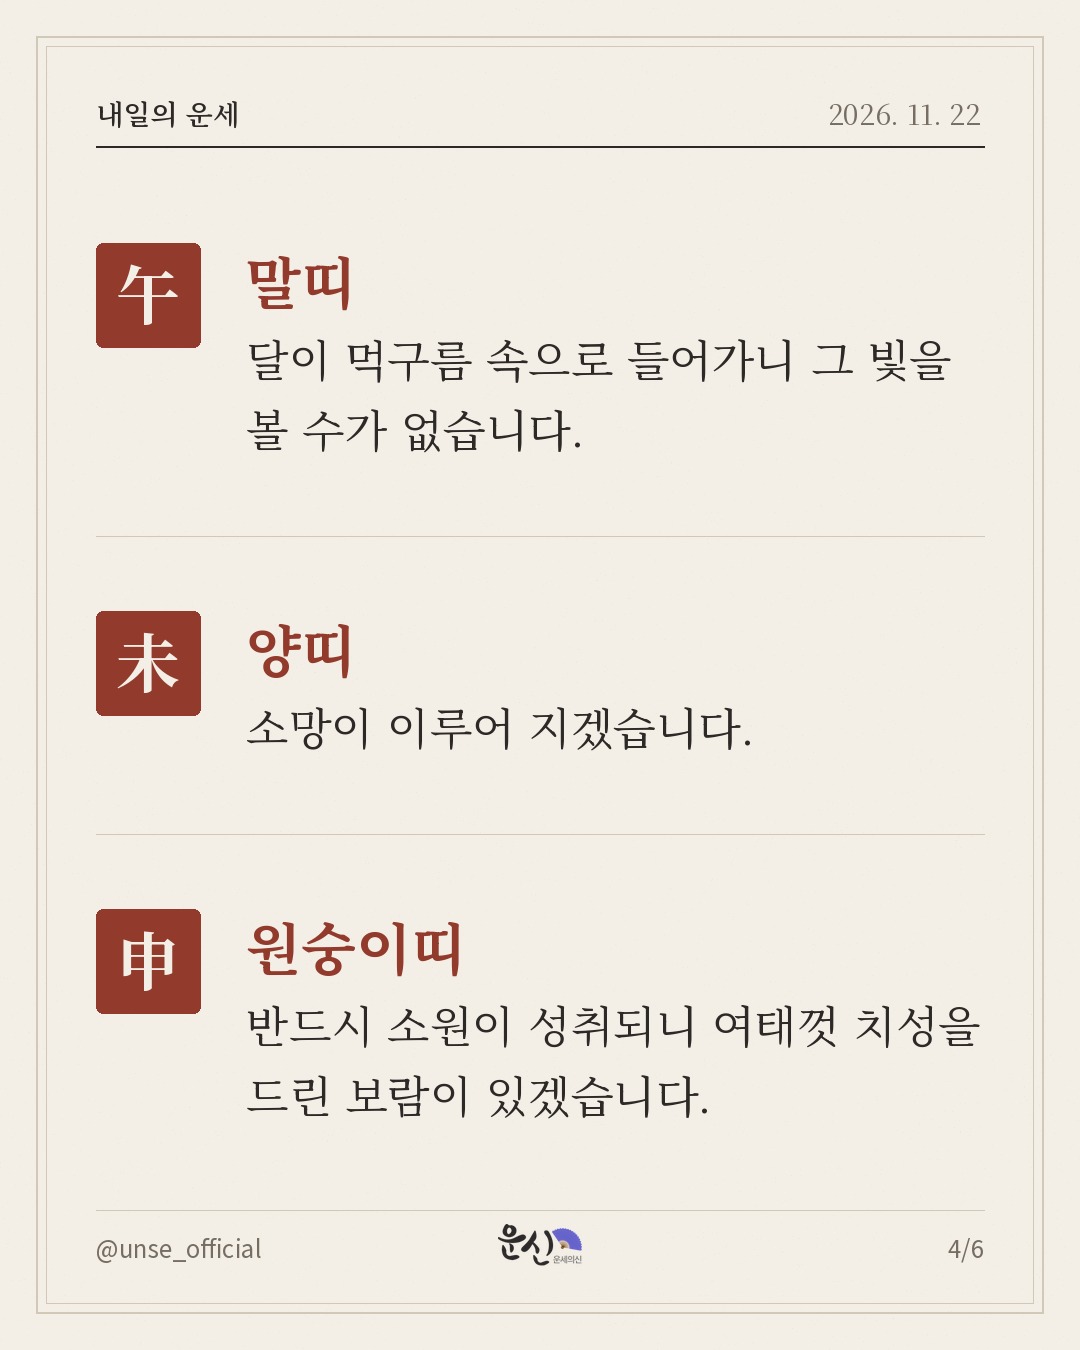 내일의 운세
2026. 11. 22
午
말띠
달이 먹구름 속으로 들어가니 그 빛을
볼 수가 없습니다.
未
양띠
소망이 이루어 지겠습니다.
申
원숭이띠
반드시 소원이 성취되니 여태껏 치성을
드린 보람이 있겠습니다.
@unse_official
운신
운세의신
4/6